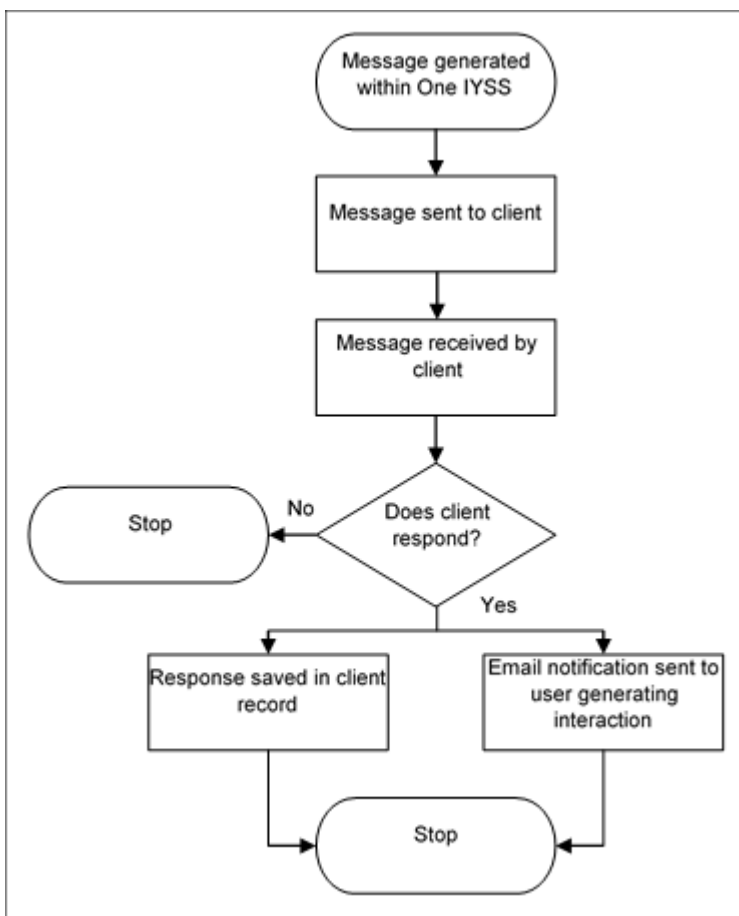 Message generated
within One IYSS
Message sent to client
Message received by
client
Does client
respond?
No
Stop
Yes
Response saved in client
record
Email notification sent to
user generating
interaction
Stop